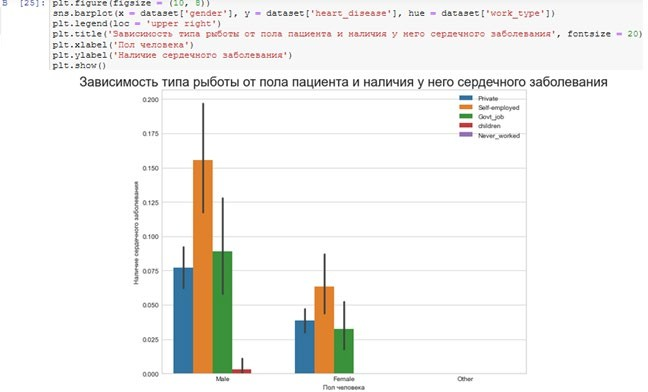 В [25]: plt.figure(figsize = (10, 8))
sns.barplot(x = dataset['gender'], y = dataset['heart_disease'], hue = dataset['work_type'])
plt.legend(loc = 'upper right')
plt.title('Зависимость типа рыботы от пола пациента и наличия у него сердечного заболевания', fontsize = 20)
plt.xlabel('Пол человека')
plt.ylabel('Наличие сердечного заболевания')
plt.show()
Зависимость типа рыботы от пола пациента и наличия у него сердечного заболевания
Private
Self-employed
Govt_job
children
Never_worked
0.200
0.175
0.150
0.125
0.100
0.075
0.050
0.025
0.000
Наличие сердечного заболевания
Male Female Other
Пол человека